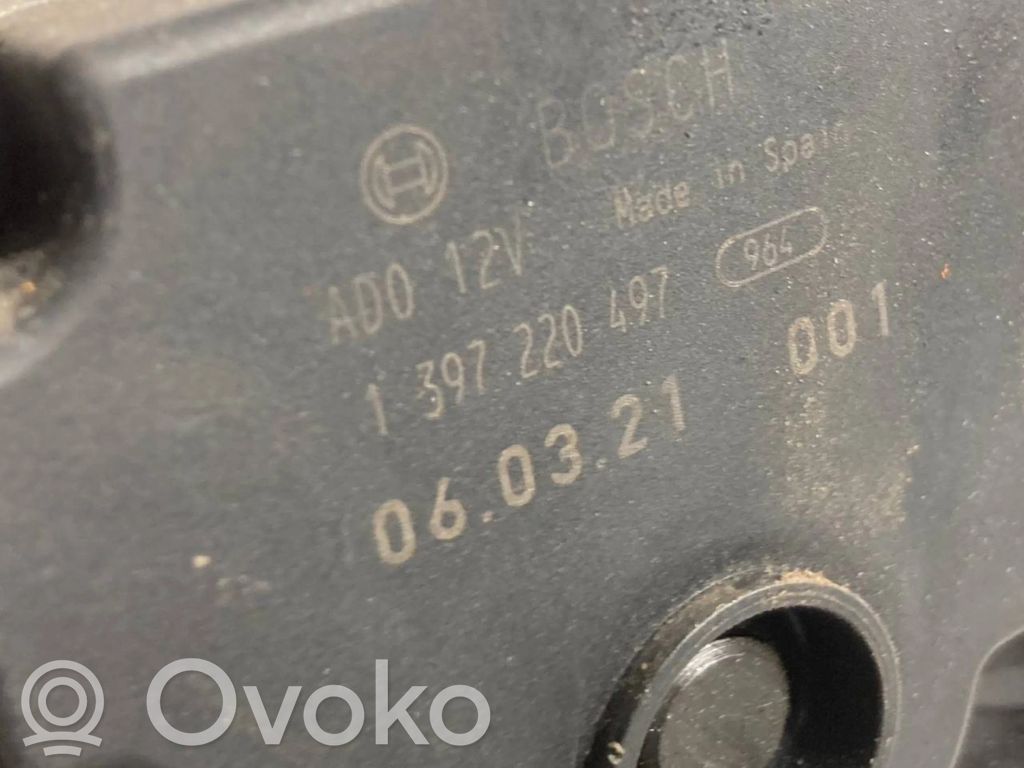 BOSCH
Made in Spain
AD0 12V
964
1 397 220 497
001
06.03.21
Ovoko